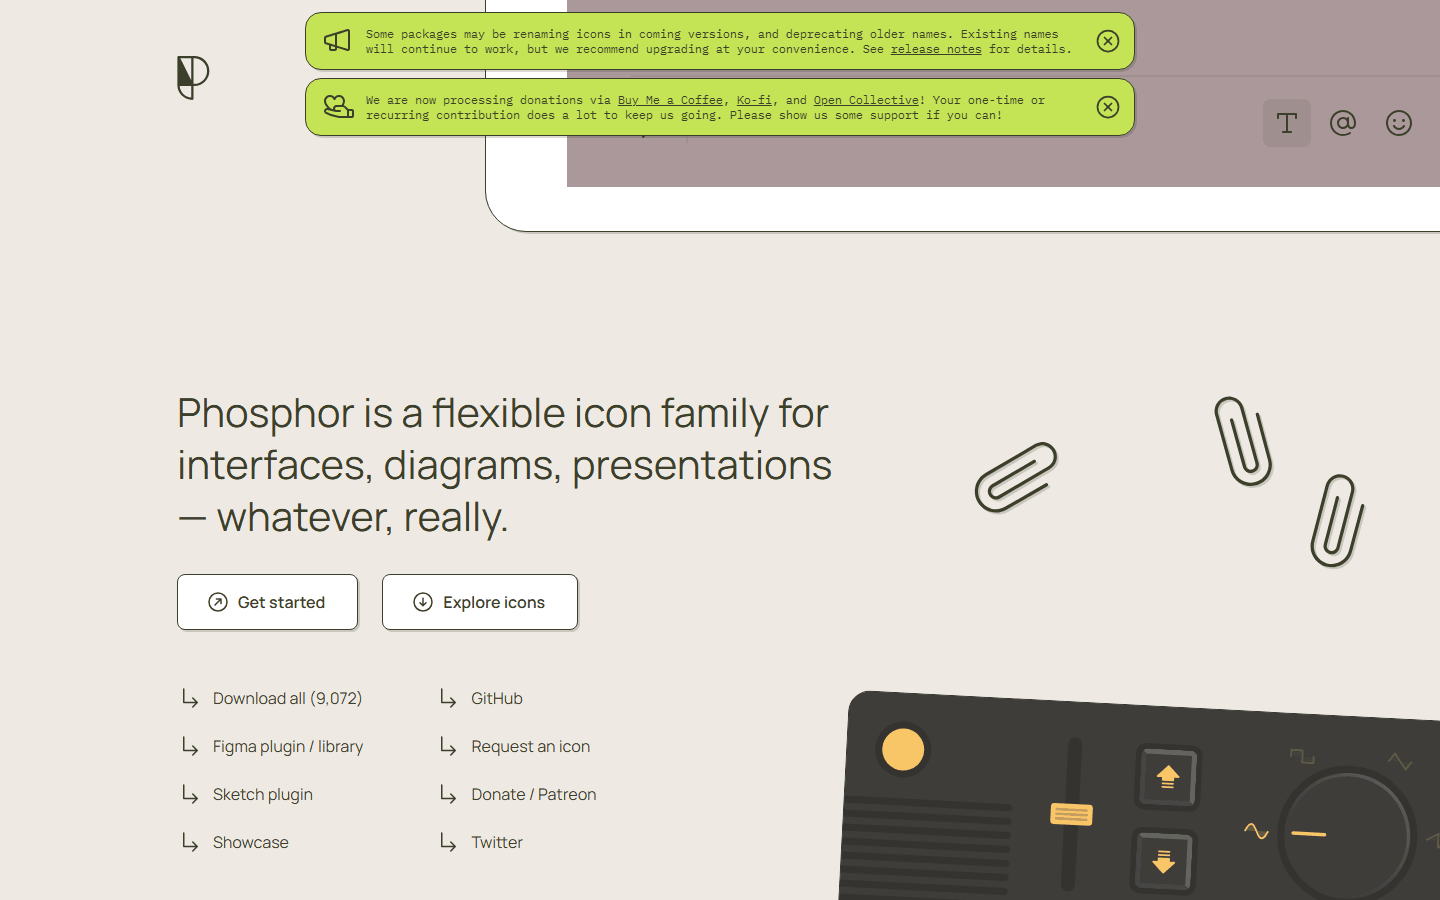 Some packages may be renaming icons in coming versions, and deprecating older names. Existing names
will continue to work, but we recommend upgrading at your convenience. See release notes for details.
We are now processing donations via Buy Me a Coffee, Ko-fi, and Open Collective! Your one-time or
recurring contribution does a lot to keep us going. Please show us some support if you can!
Phosphor is a flexible icon family for
interfaces, diagrams, presentations
— whatever, really.
Get started
Explore icons
Download all (9,072)
GitHub
Figma plugin / library
Request an icon
Sketch plugin
Donate / Patreon
Showcase
Twitter